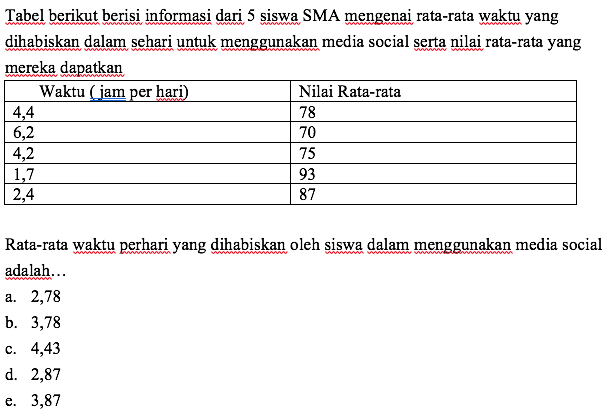 Tabel berikut berisi informasi dari 5 siswa SMA mengenai rata-rata waktu yang
dihabiskan dalam sehari untuk menggunakan media social serta nilai rata-rata yang
mereka dapatkan
Waktu ( jam per hari) Nilai Rata-rata
4,4 78
6,2 70
4,2 75
1,7 93
2,4 87
Rata-rata waktu perhari yang dihabiskan oleh siswa dalam menggunakan media social
adalah…
a. 2,78
b. 3,78
c. 4,43
d. 2,87
e. 3,87